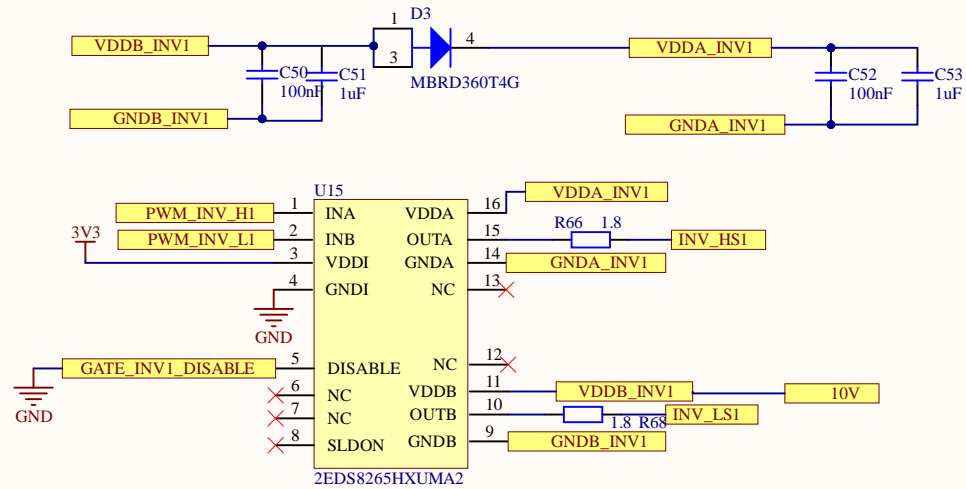 1 D3
VDDB_INV1 4 VDDA_INV1
3
C50 C51 C52 C53
100nF 1uF MBRD360T4G 100nF 1uF
GNDB_INV1 GNDA_INV1
U15
VDDA_INV1
PWM_INV_H1 1 INA VDDA 16
R66 1.8
3V3 PWM_INV_L1 2 INB OUTA 15 INV_HS1
3 VDDI GNDA 14 GNDA_INV1
4 GNDI NC 13
GND
GATE_INV1_DISABLE 5 DISABLE NC 12
GND 6 NC VDDB 11 VDDB_INV1 10V
7 NC OUTB 10 INV_LS1
1.8 R68
8 SLDON GNDB 9 GNDB_INV1
2EDS8265HXUMA2